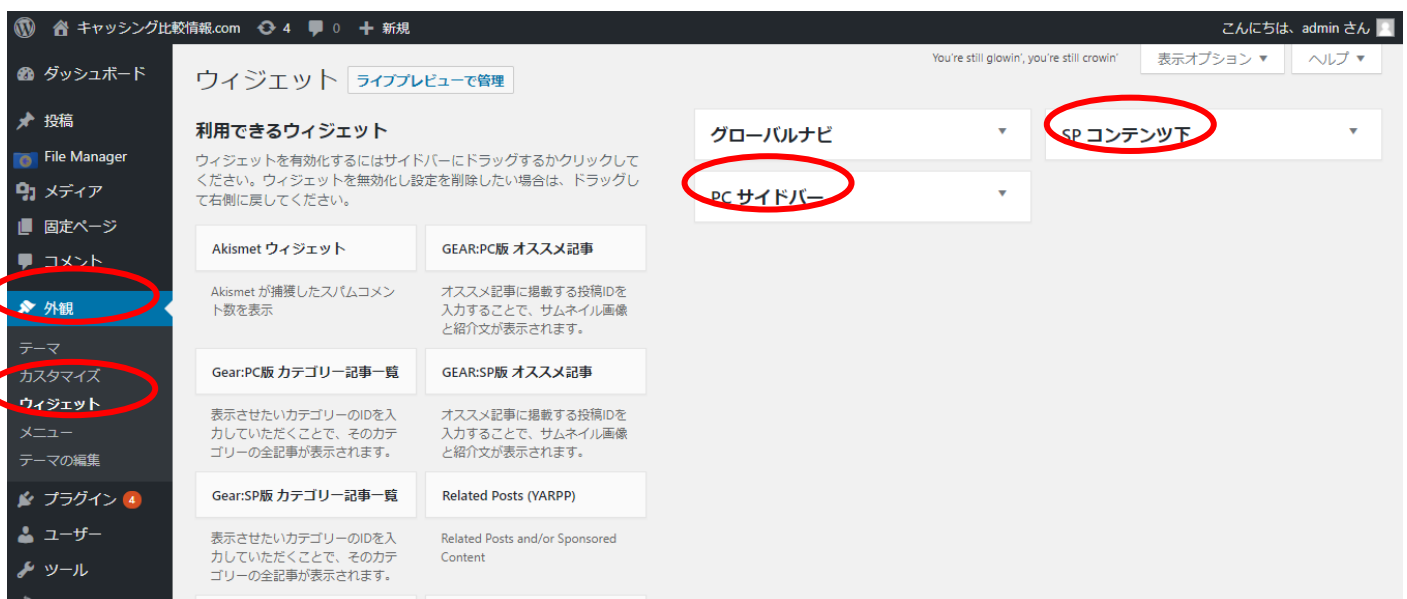 キャッシング比較情報.com 4 0 新規
こんにちは、admin さん
ダッシュボード
投稿
File Manager
メディア
固定ページ
コメント
外観
テーマ
カスタマイズ
ウィジェット
メニュー
テーマの編集
プラグイン 4
ユーザー
ツール
You're still glowin', you're still crowin'
表示オプション ▼
ヘルプ ▼
ウィジェット ライブプレビューで管理
利用できるウィジェット
ウィジェットを有効化するにはサイドバーにドラッグするかクリックして
ください。ウィジェットを無効化し設定を削除したい場合は、ドラッグし
て右側に戻してください。
Akismet ウィジェット
Akismet が捕獲したスパムコメン
ト数を表示
GEAR:PC版 オススメ記事
オススメ記事に掲載する投稿IDを
入力することで、サムネイル画像
と紹介文が表示されます。
Gear:PC版 カテゴリー記事一覧
表示させたいカテゴリーのIDを入
力していただくことで、そのカテ
ゴリーの全記事が表示されます。
GEAR:SP版 オススメ記事
オススメ記事に掲載する投稿IDを
入力することで、サムネイル画像
と紹介文が表示されます。
Gear:SP版 カテゴリー記事一覧
表示させたいカテゴリーのIDを入
力していただくことで、そのカテ
ゴリーの全記事が表示されます。
Related Posts (YARPP)
Related Posts and/or Sponsored
Content
グローバルナビ
PC サイドバー
SP コンテンツ下